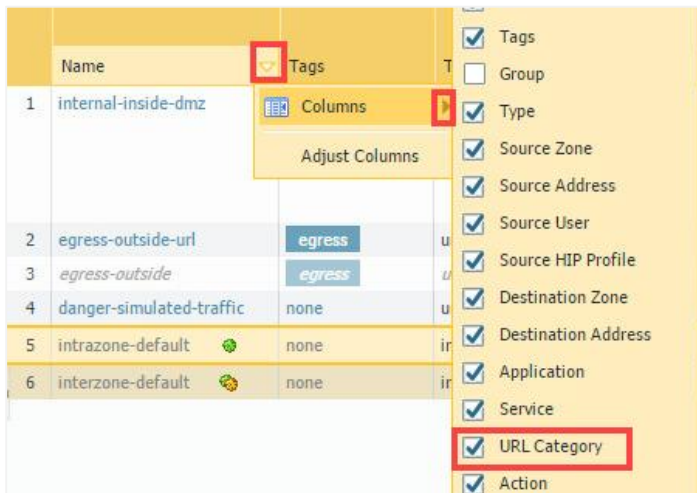 Name Tags T
1 internal-inside-dmz
2 egress-outside-url egress u
3 egress-outside egress u
4 danger-simulated-traffic none u
5 intrazone-default none in
6 interzone-default none in
Columns
Adjust Columns
Tags
Group
Type
Source Zone
Source Address
Source User
Source HIP Profile
Destination Zone
Destination Address
Application
Service
URL Category
Action